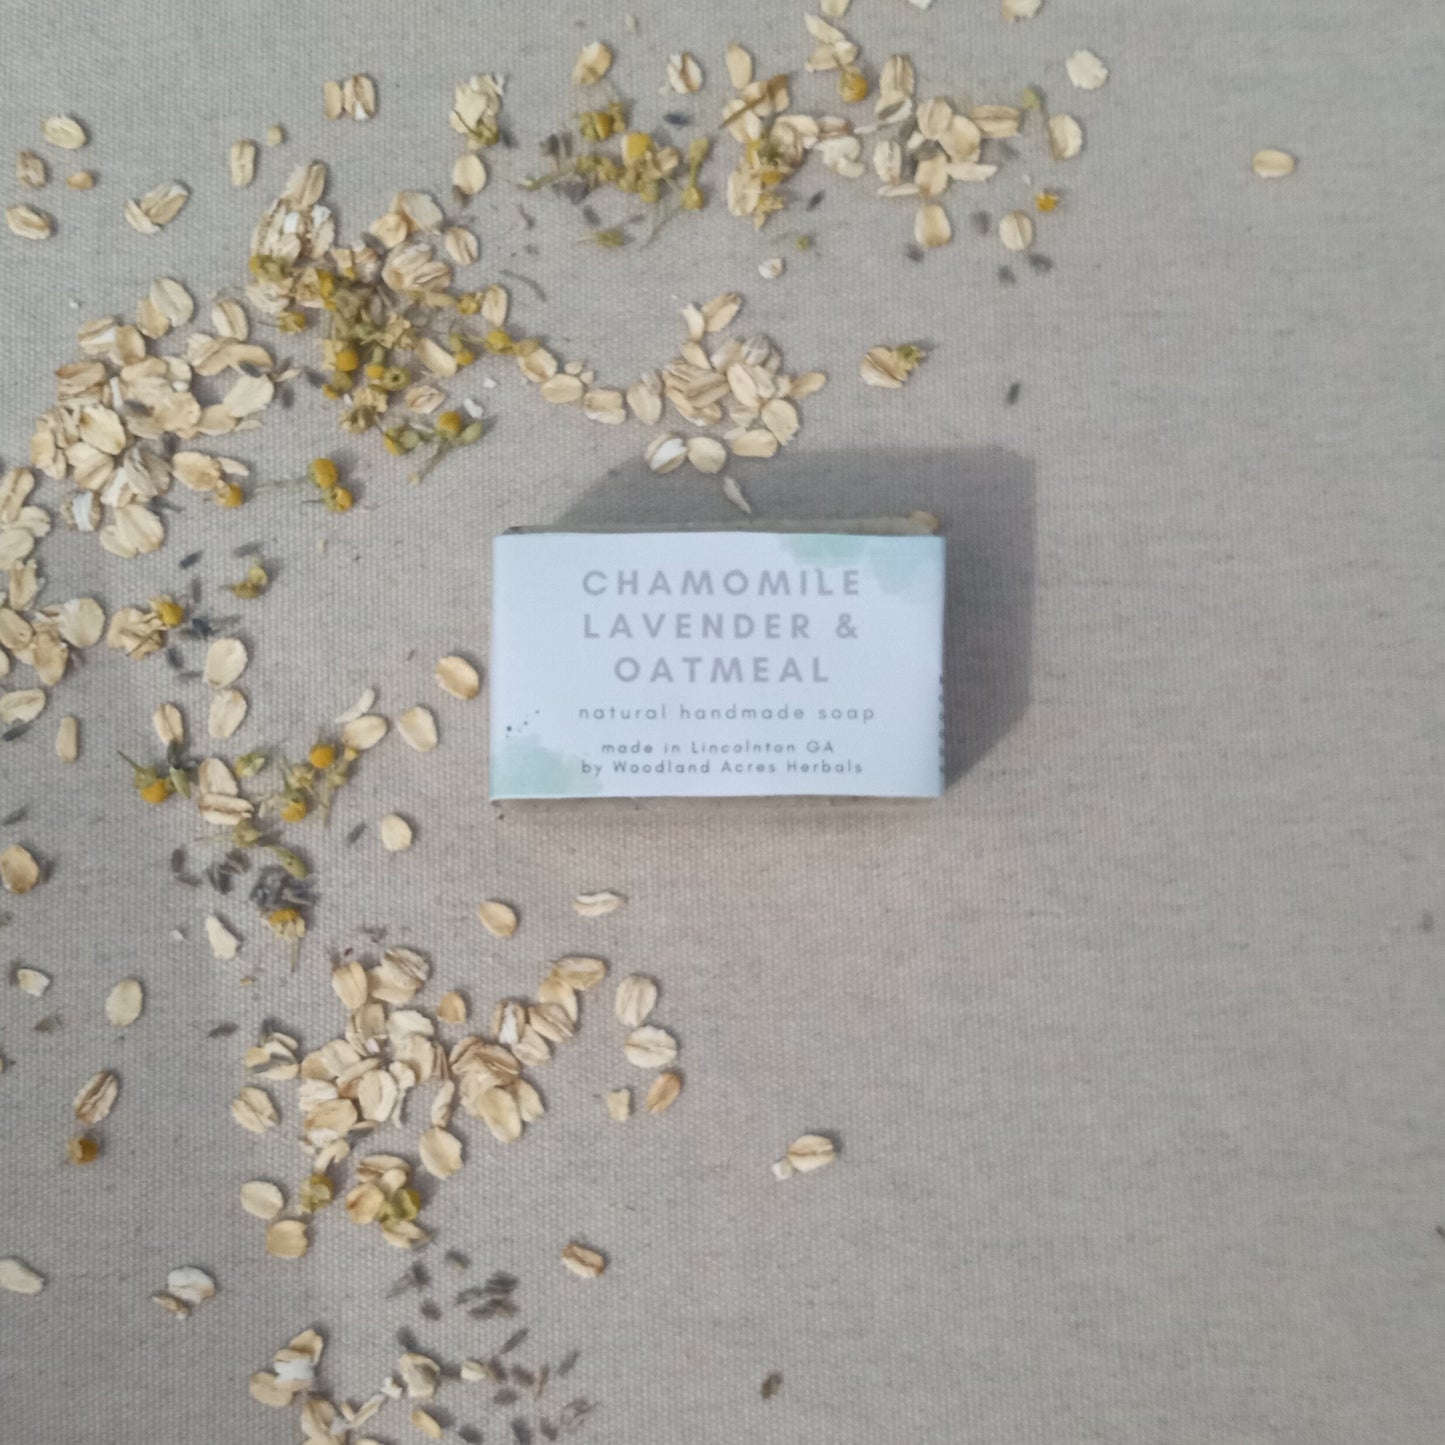 CHAMOMILE
LAVENDER &
OATMEAL
natural handmade soap
made in Lincolnton GA
by Woodland Acres Herbals